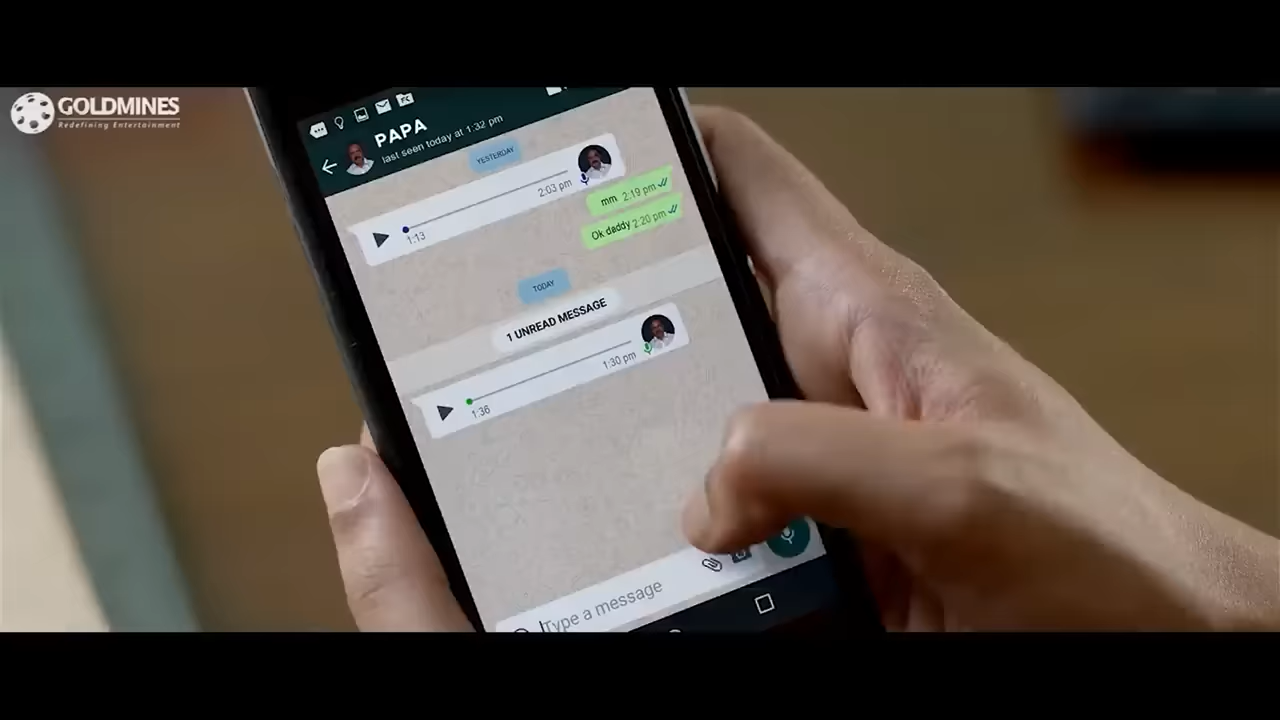 GOLDMINES
Redefining Entertainment
PAPA
last seen today at 1:32 pm
YESTERDAY
1:13
2:03 pm
mm 2:19 pm
Ok daddy 2:20 pm
TODAY
1 UNREAD MESSAGE
1:36
1:30 pm
Type a message